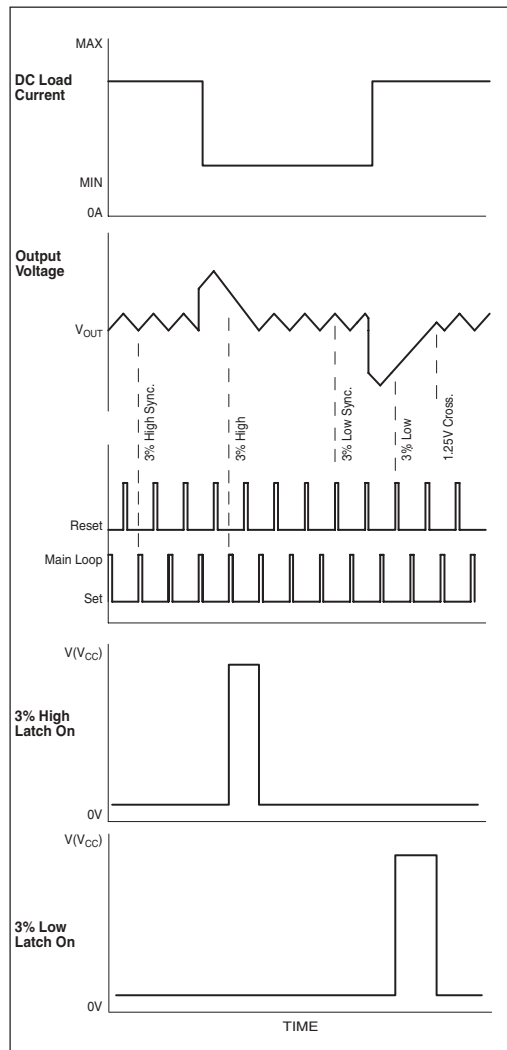 MAX
DC Load
Current
MIN
0A
Output
Voltage
VOUT
3% High Sync.
3% High
3% Low Sync.
3% Low
1.25V Cross.
Reset
Main Loop
Set
V(VCC)
3% High
Latch On
0V
V(VCC)
3% Low
Latch On
0V
TIME